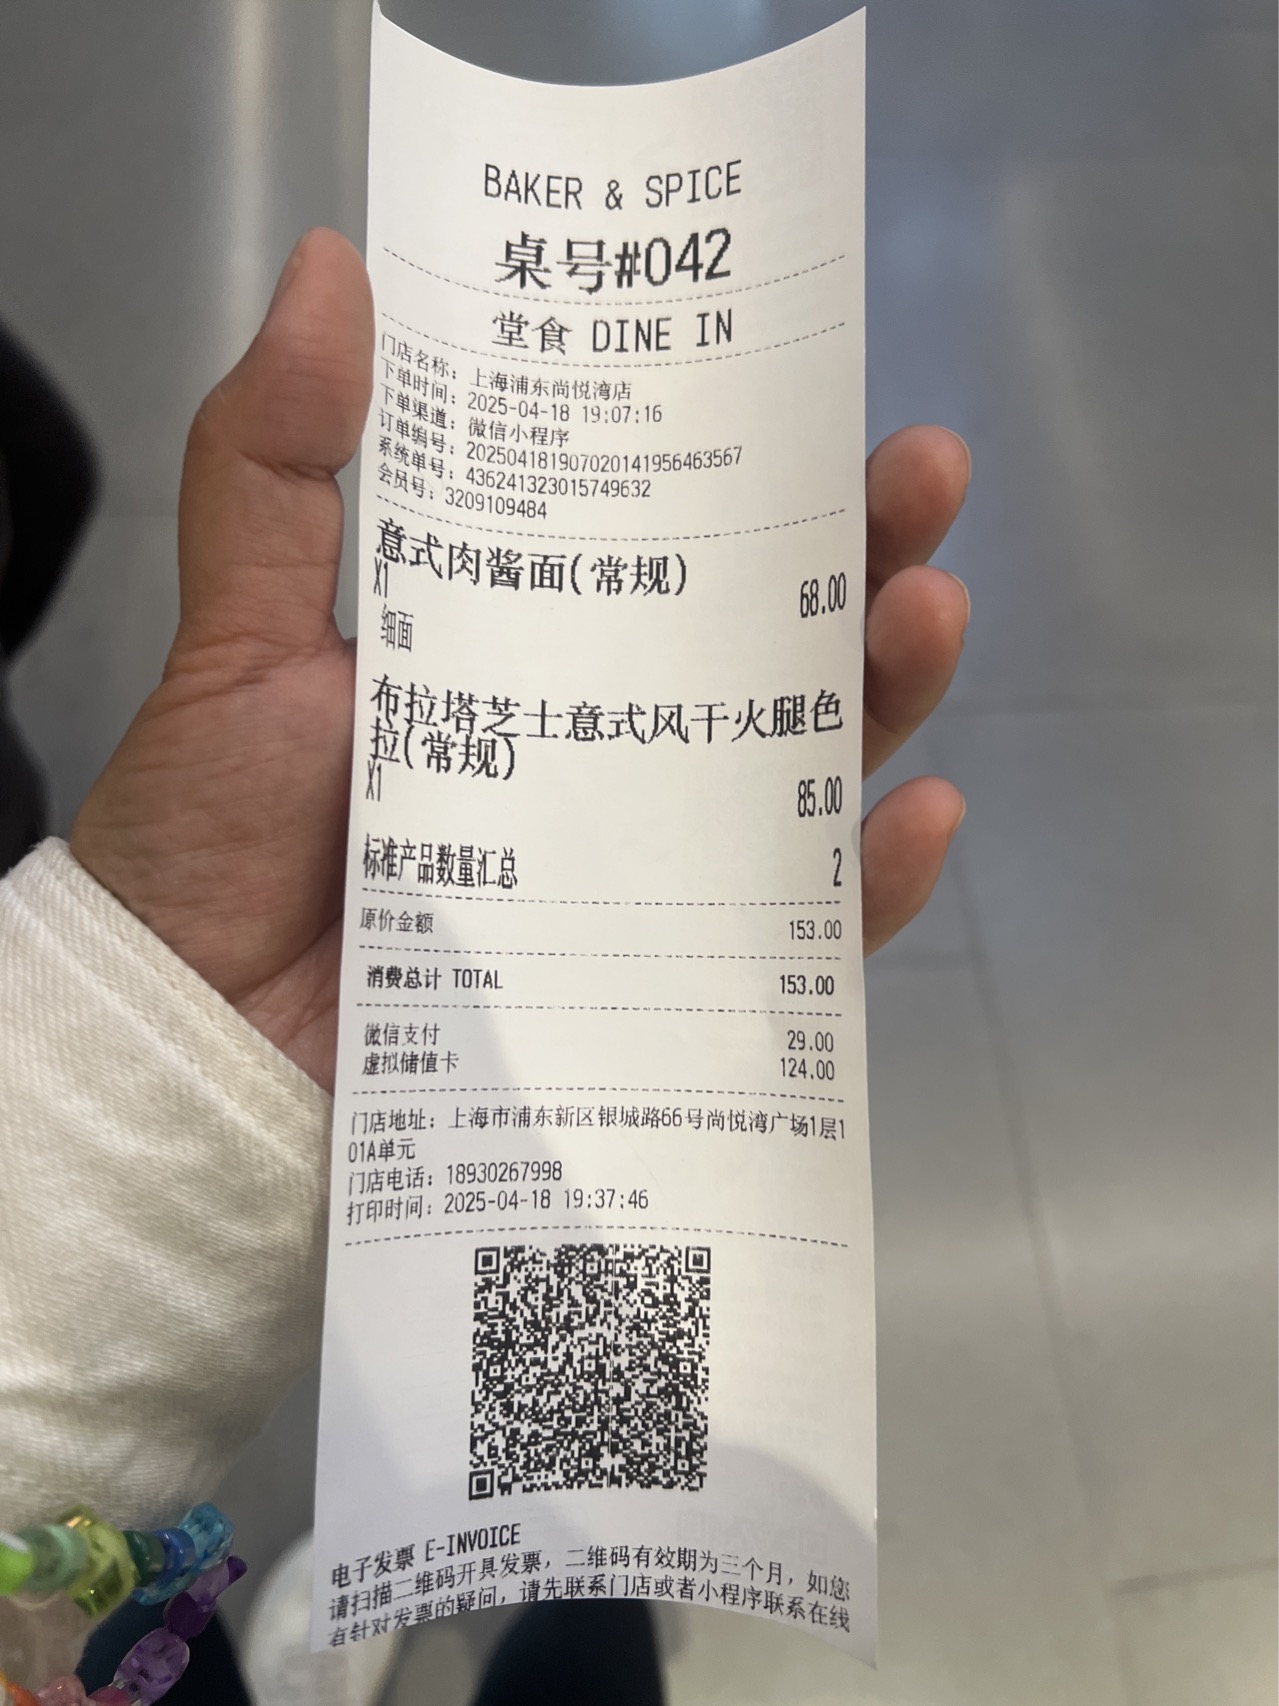 BAKER & SPICE
桌号#042
堂食 DINE IN
门店名称：上海浦东尚悦湾店
下单时间：2025-04-18 19:07:16
下单渠道：微信小程序
订单编号：2025041819070201419564635​67
系统单号：436241323015749632
会员号：3209109484
意式肉酱面(常规)
X1 68.00
细面
布拉塔芝士意式风干火腿色
拉(常规)
X1 85.00
标准产品数量汇总 2
原价金额 153.00
消费总计 TOTAL 153.00
微信支付 29.00
虚拟储值卡 124.00
门店地址：上海市浦东新区银城路66号尚悦湾广场1层1
01A单元
门店电话：18930267998
打印时间：2025-04-18 19:37:46
电子发票 E-INVOICE
请扫描二维码开具发票，二维码有效期为三个月，如您
有针对发票的疑问，请先联系门店或者小程序联系在线